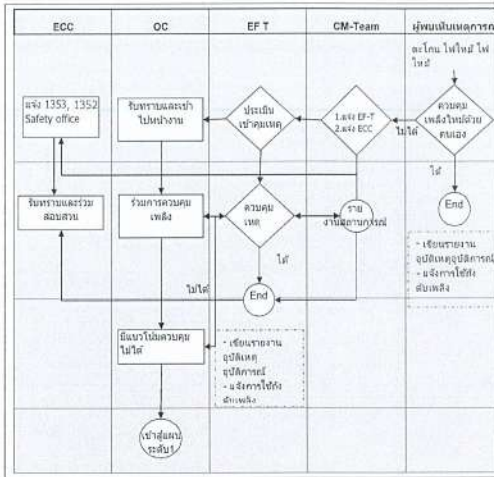 ECC
OC
EF T
CM-Team
ผู้พบเห็นเหตุการณ์
ตะโกน ไฟไหม้ ไฟ
ไหม้
แจ้ง 1353, 1352
Safety office
รับทราบและเข้า
ไปหน้างาน
ประเมิน
เข้าคุมเหตุ
1.แจ้ง EF-T
2.แจ้ง ECC
ไม่ได้
ควบคุม
เพลิงไหม้ด้วย
ตนเอง
ได้
รับทราบและร่วม
สอบสวน
ร่วมการควบคุม
เพลิง
ควบคุม
เหตุ
ราย
งานสถานการณ์
End
ได้
ไม่ได้
End
- เขียนรายงาน
อุบัติเหตุอุบัติการณ์
- แจ้งการใช้ถัง
ดับเพลิง
มีแนวโน้มควบคุม
ไม่ได้
- เขียนรายงาน
อุบัติเหตุ
อุบัติการณ์
- แจ้งการใช้ถัง
ดับเพลิง
เข้าสู่แผน
ระดับ1